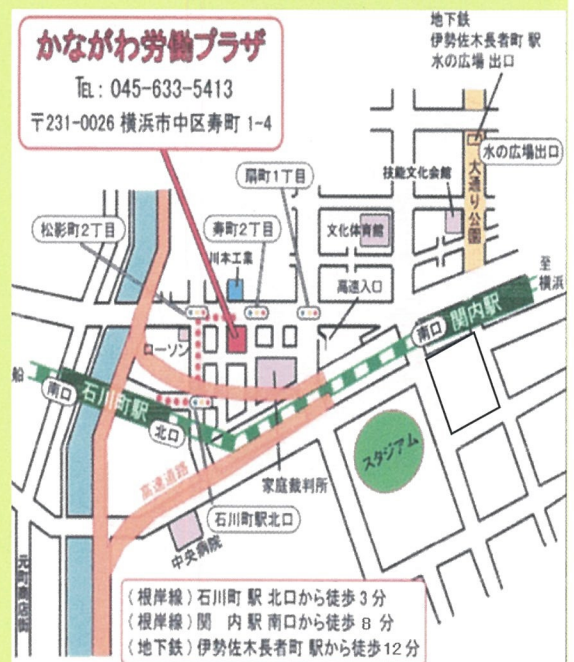 かながわ労働プラザ
TEL: 045-633-5413
〒231-0026 横浜市中区寿町 1-4
地下鉄
伊勢佐木長者町 駅
水の広場 出口
水の広場出口
扇町1丁目
技能文化会館
大通り公園
松影町2丁目
寿町2丁目
文化体育館
川本工業
高速入口
至
横浜
関内駅
南口
ローソン
船
南口
石川町駅
北口
スタジアム
高速道路
家庭裁判所
石川町駅北口
中央病院
元町商店街
(根岸線) 石川町 駅 北口から徒歩 3 分
(根岸線) 関 内 駅 南口から徒歩 8 分
(地下鉄) 伊勢佐木長者町 駅から徒歩12分